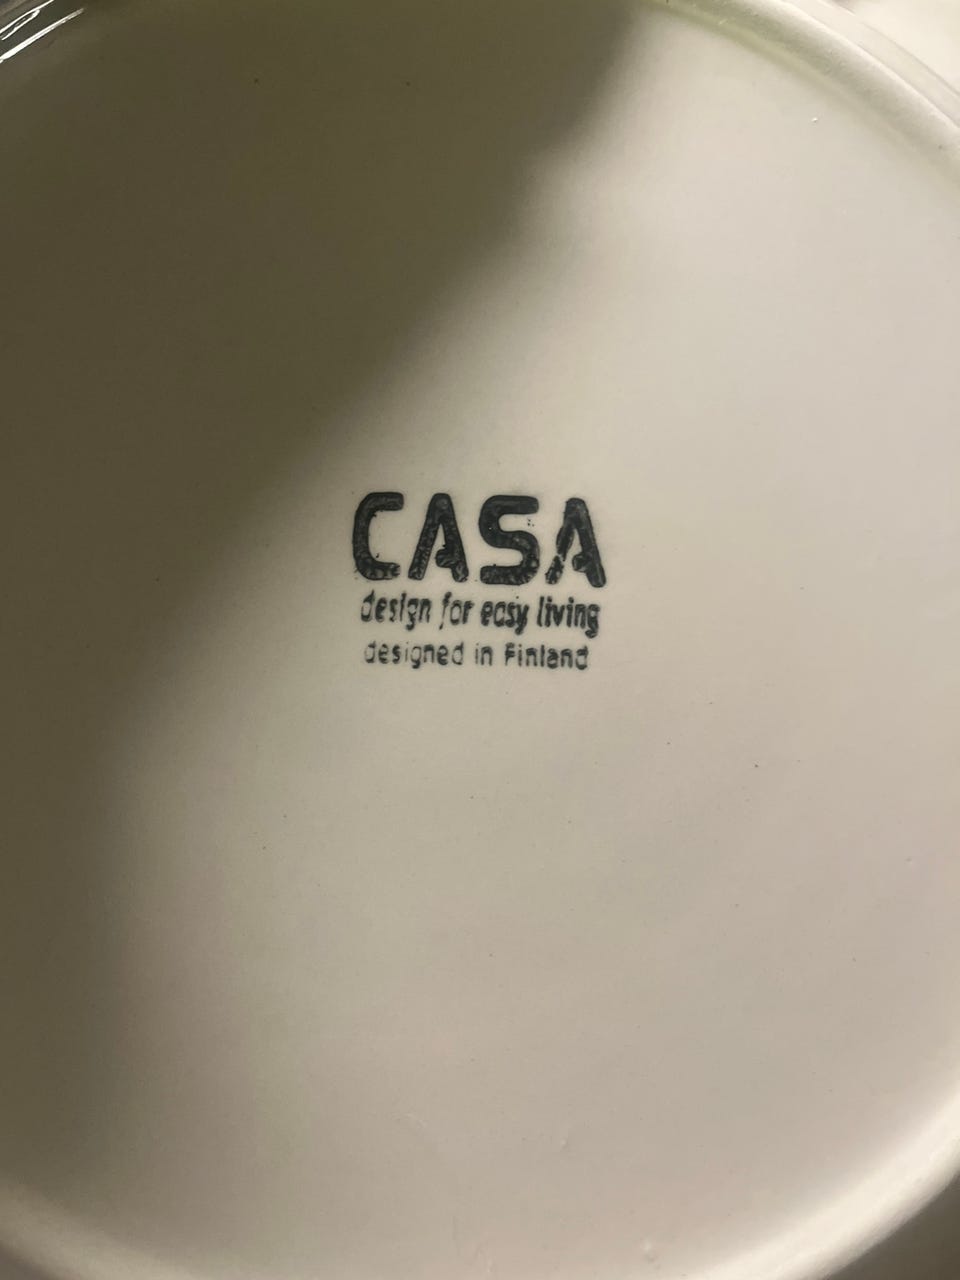 CASA
design for easy living
designed in Finland